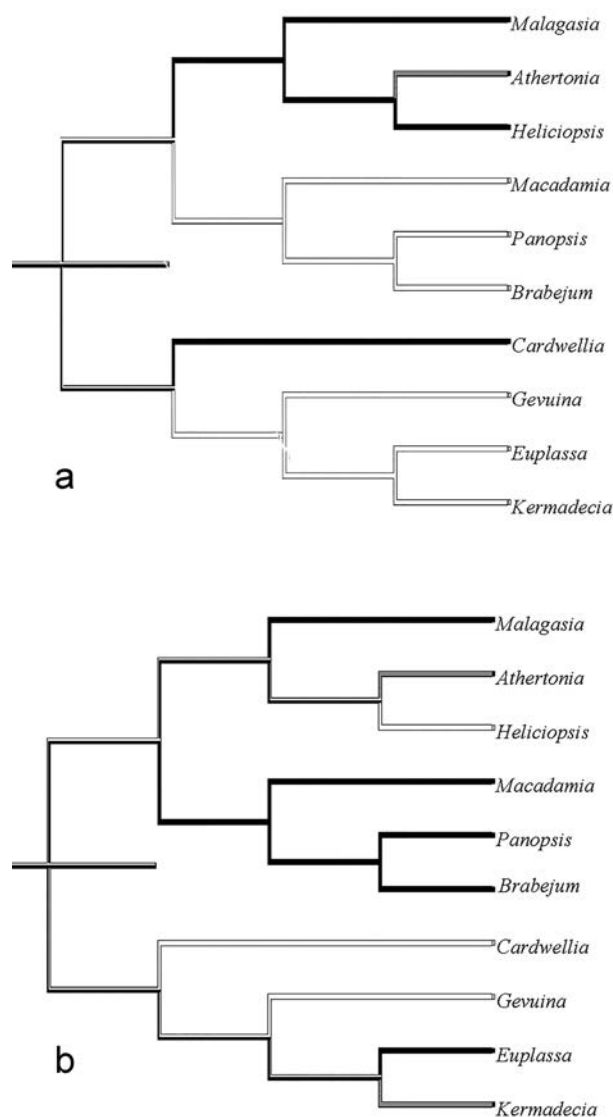 Malagasia
Athertonia
Heliciopsis
Macadamia
Panopsis
Brabejum
Cardwellia
Gevuina
a
Euplassa
Kermadecia
Malagasia
Athertonia
Heliciopsis
Macadamia
Panopsis
Brabejum
Cardwellia
Gevuina
b
Euplassa
Kermadecia